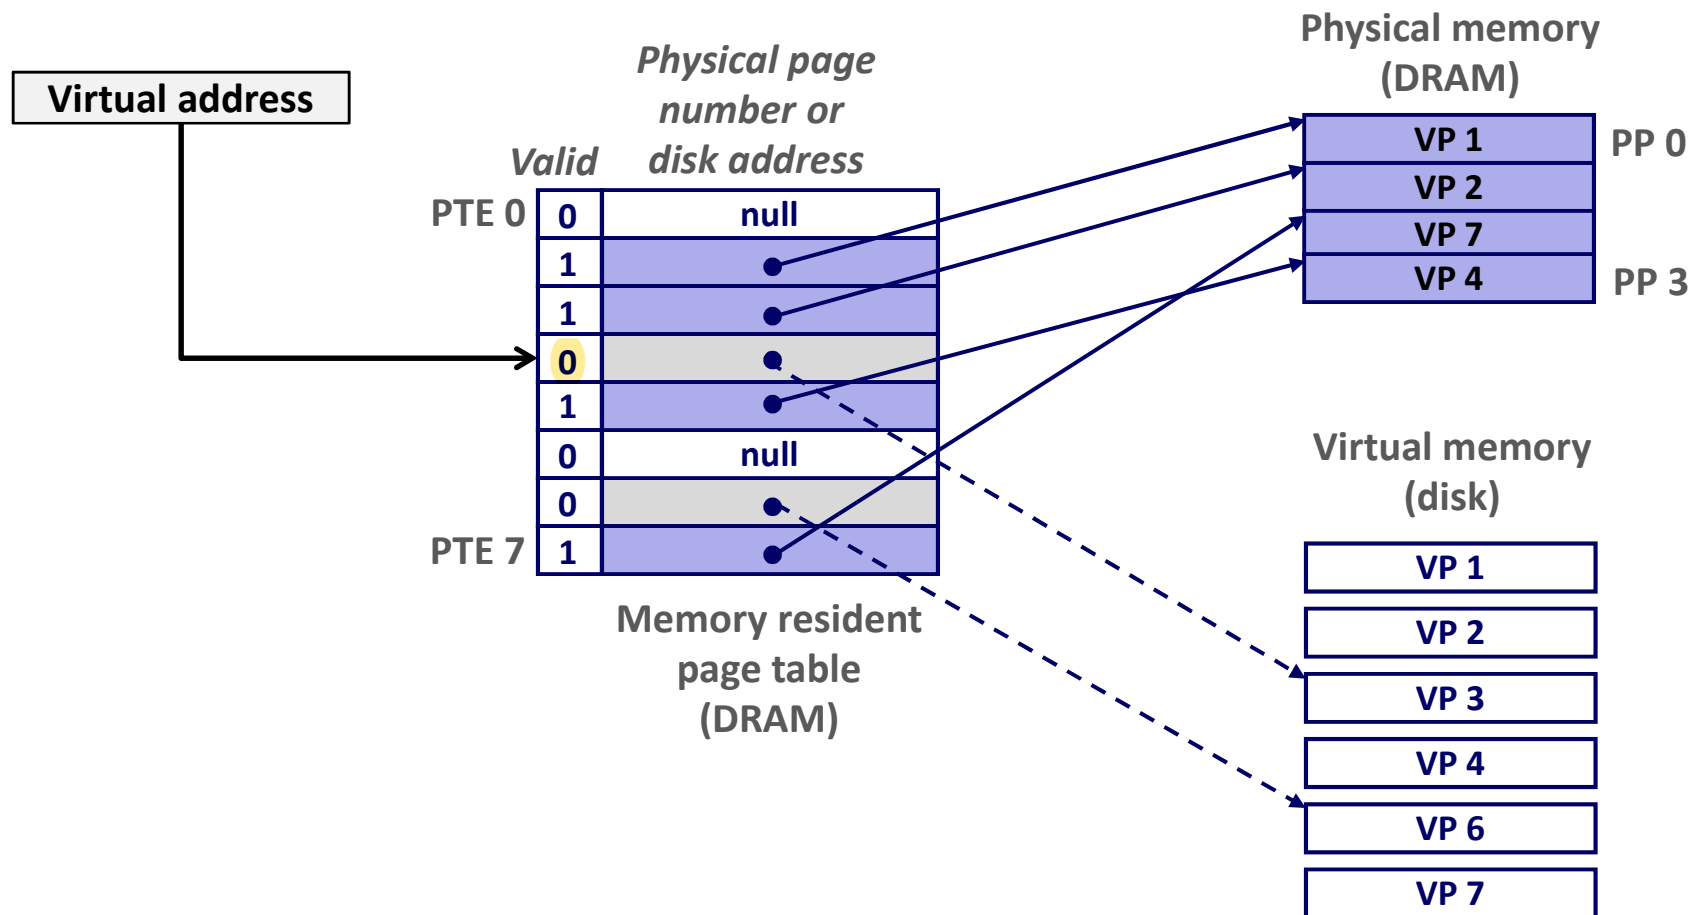 Virtual address
Physical page
number or
disk address
Valid
PTE 0
0
null
1
1
0
1
0
null
0
PTE 7
1
Memory resident
page table
(DRAM)
Physical memory
(DRAM)
VP 1
PP 0
VP 2
VP 7
VP 4
PP 3
Virtual memory
(disk)
VP 1
VP 2
VP 3
VP 4
VP 6
VP 7